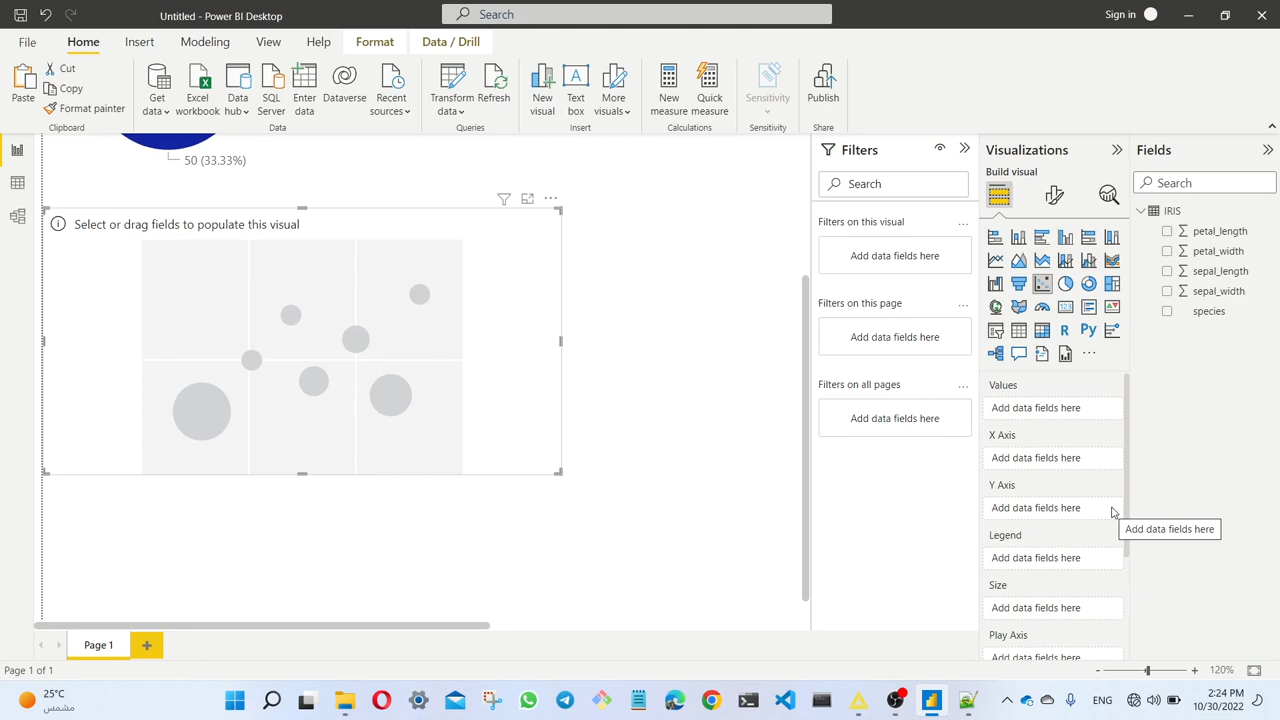 Untitled - Power BI Desktop
Search
Sign in
File
Home
Insert
Modeling
View
Help
Format
Data / Drill
Paste
Cut
Copy
Format painter
Clipboard
Get data
Excel workbook
Data hub
SQL Server
Enter data
Dataverse
Recent sources
Data
Transform data
Refresh
Queries
New visual
Text box
More visuals
Insert
New measure
Quick measure
Calculations
Sensitivity
Sensitivity
Publish
Share
50 (33.33%)
Select or drag fields to populate this visual
Filters
Search
Filters on this visual
...
Add data fields here
Filters on this page
...
Add data fields here
Filters on all pages
...
Add data fields here
Visualizations
Build visual
R
Py
Values
Add data fields here
X Axis
Add data fields here
Y Axis
Add data fields here
Add data fields here
Legend
Add data fields here
Size
Add data fields here
Play Axis
Add data fields here
Fields
Search
IRIS
petal_length
petal_width
sepal_length
sepal_width
species
Page 1
Page 1 of 1
- + 120%
25°C
مشمس
ENG
2:24 PM
10/30/2022